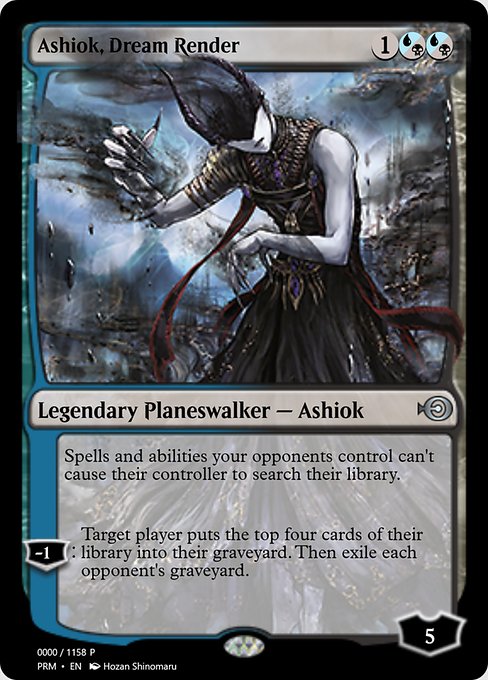 Ashiok, Dream Render 1
Legendary Planeswalker — Ashiok
Spells and abilities your opponents control can't
cause their controller to search their library.
-1 : Target player puts the top four cards of their
library into their graveyard. Then exile each
opponent's graveyard.
5
0000 / 1158 P
PRM • EN Hozan Shinomaru